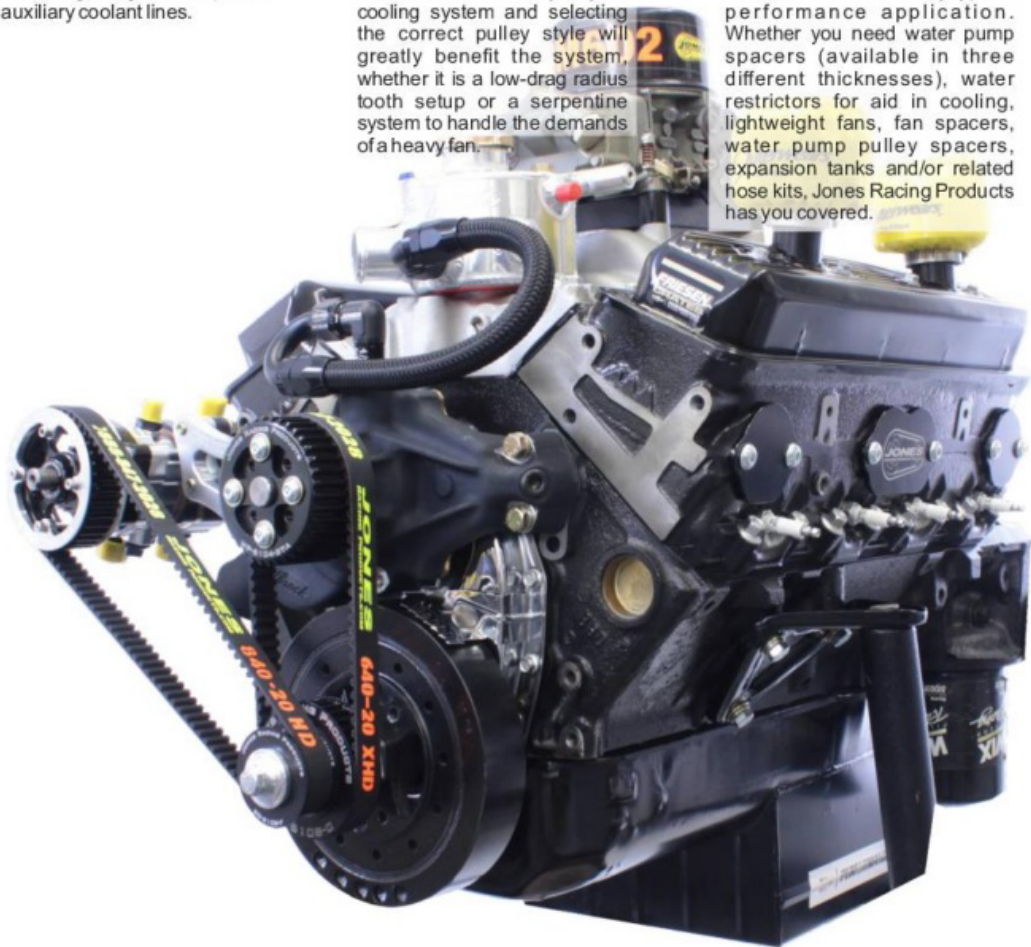 auxiliary coolant lines.
cooling system and selecting
the correct pulley style will
greatly benefit the system,
whether it is a low-drag radius
tooth setup or a serpentine
system to handle the demands
of a heavy fan.
performance application.
Whether you need water pump
spacers (available in three
different thicknesses), water
restrictors for aid in cooling,
lightweight fans, fan spacers,
water pump pulley spacers,
expansion tanks and/or related
hose kits, Jones Racing Products
has you covered.
FRIESEN
JONES
JONES
840-20 HD
JONES
640-20 XHD
PRODUCTS
WIX